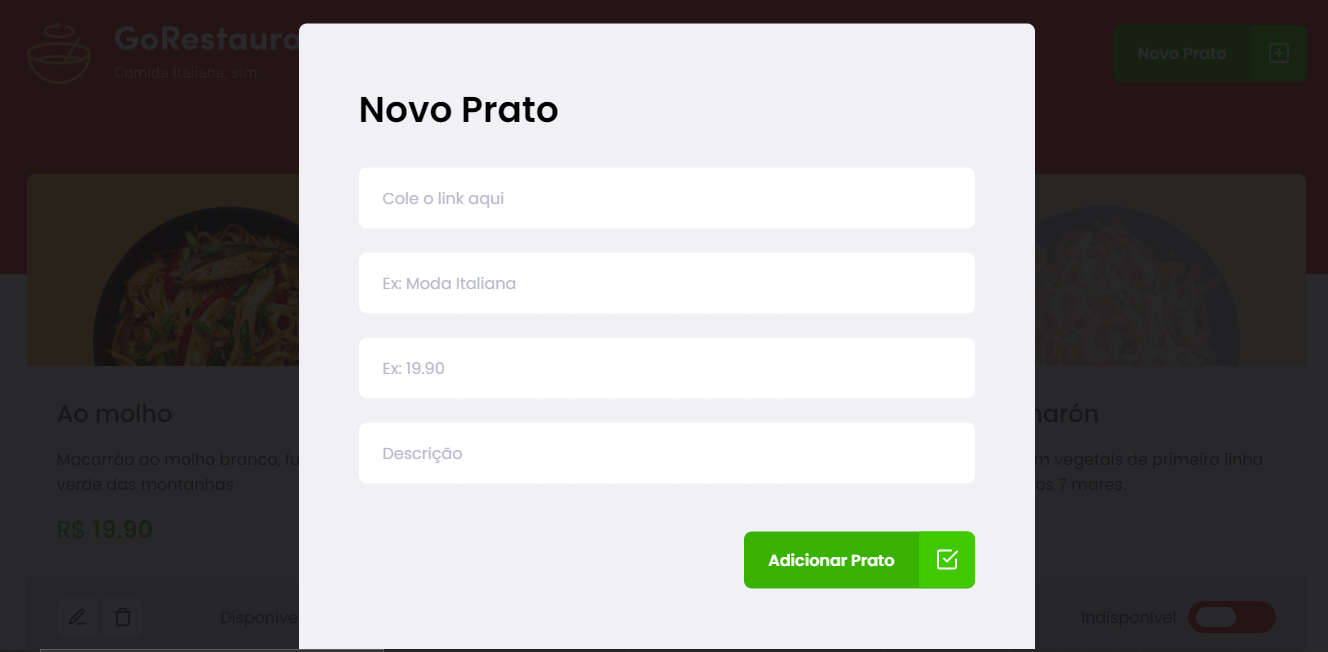 GoRestaura
Comida Italiana, sim.
Novo Prato
Novo Prato
Cole o link aqui
Ex: Moda Italiana
Ex: 19.90
Descrição
Adicionar Prato
Ao molho
Macarrão ao molho branco, fu
verde das montanhas
R$ 19.90
Disponíve
marón
m vegetais de primeira linha
os 7 mares.
Indisponível